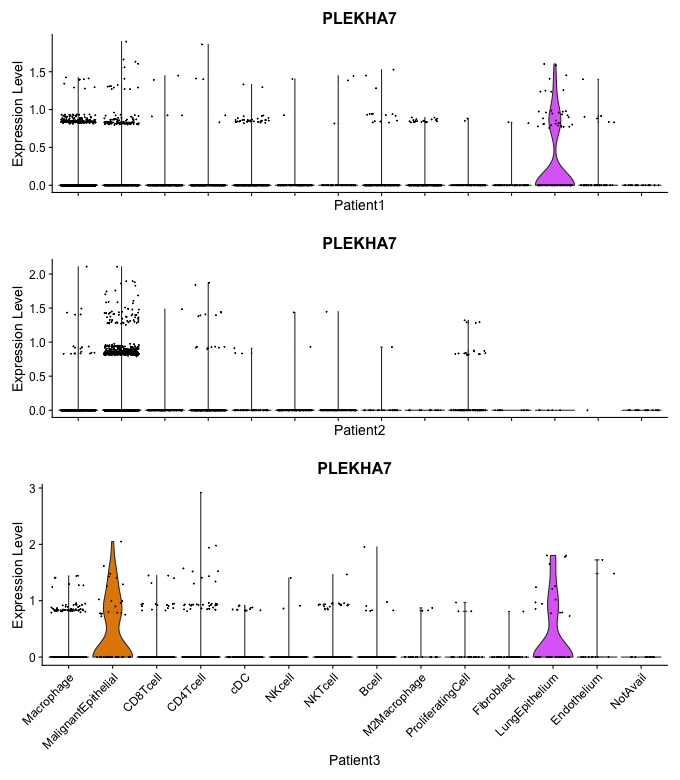 PLEKHA7
Expression Level
1.5
1.0
0.5
0.0
Patient1
PLEKHA7
Expression Level
2.0
1.5
1.0
0.5
0.0
Patient2
PLEKHA7
Expression Level
3
2
1
0
Macrophage
MalignantEpithelial
CD8Tcell
CD4Tcell
cDC
NKcell
NKTcell
Bcell
M2Macrophage
ProliferatingCell
Fibroblast
LungEpithelium
Endothelium
NotAvail
Patient3